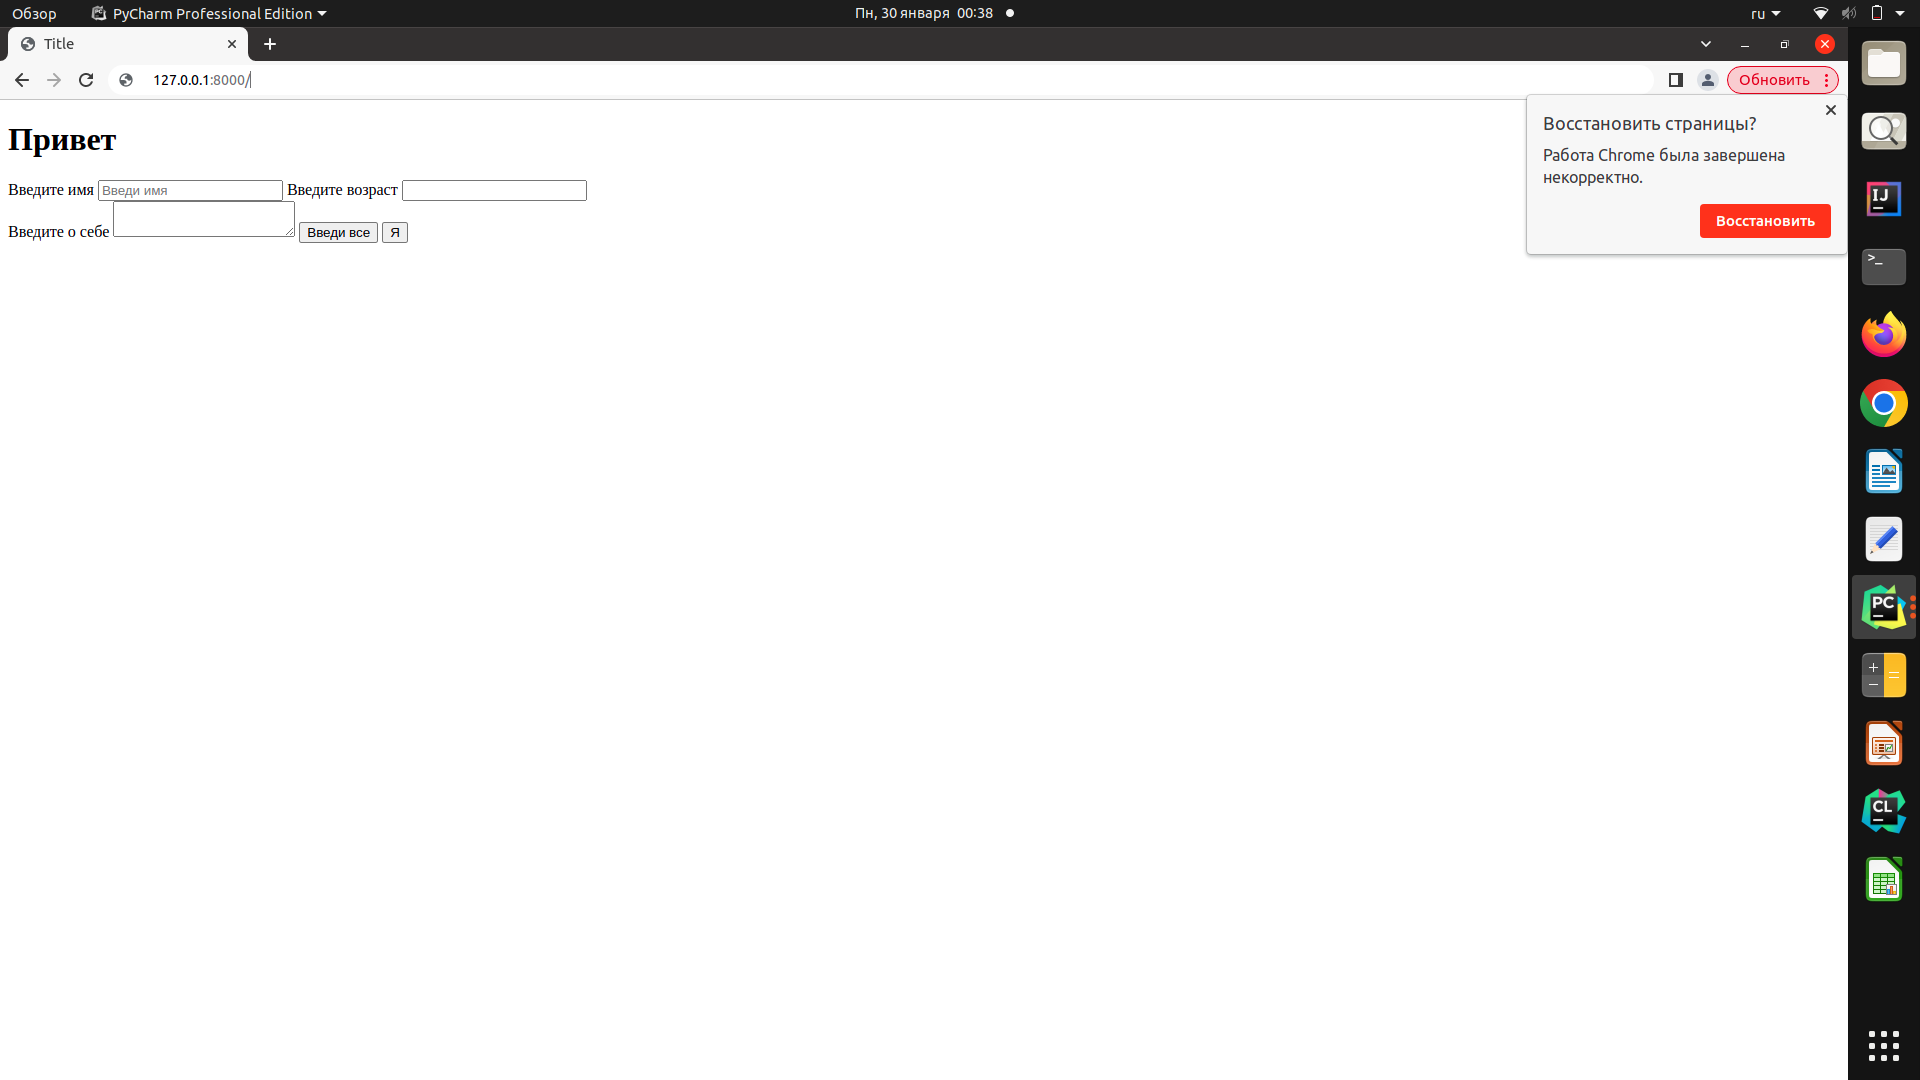 Обзор PyCharm Professional Edition Пн, 30 января 00:38 ru
Title
127.0.0.1:8000/ Обновить
Восстановить страницы?
Работа Chrome была завершена
некорректно.
Восстановить
Привет
Введите имя Введи имя Введите возраст
Введите о себе Введи все Я
IJ
>_
PC
+ =
−
CL